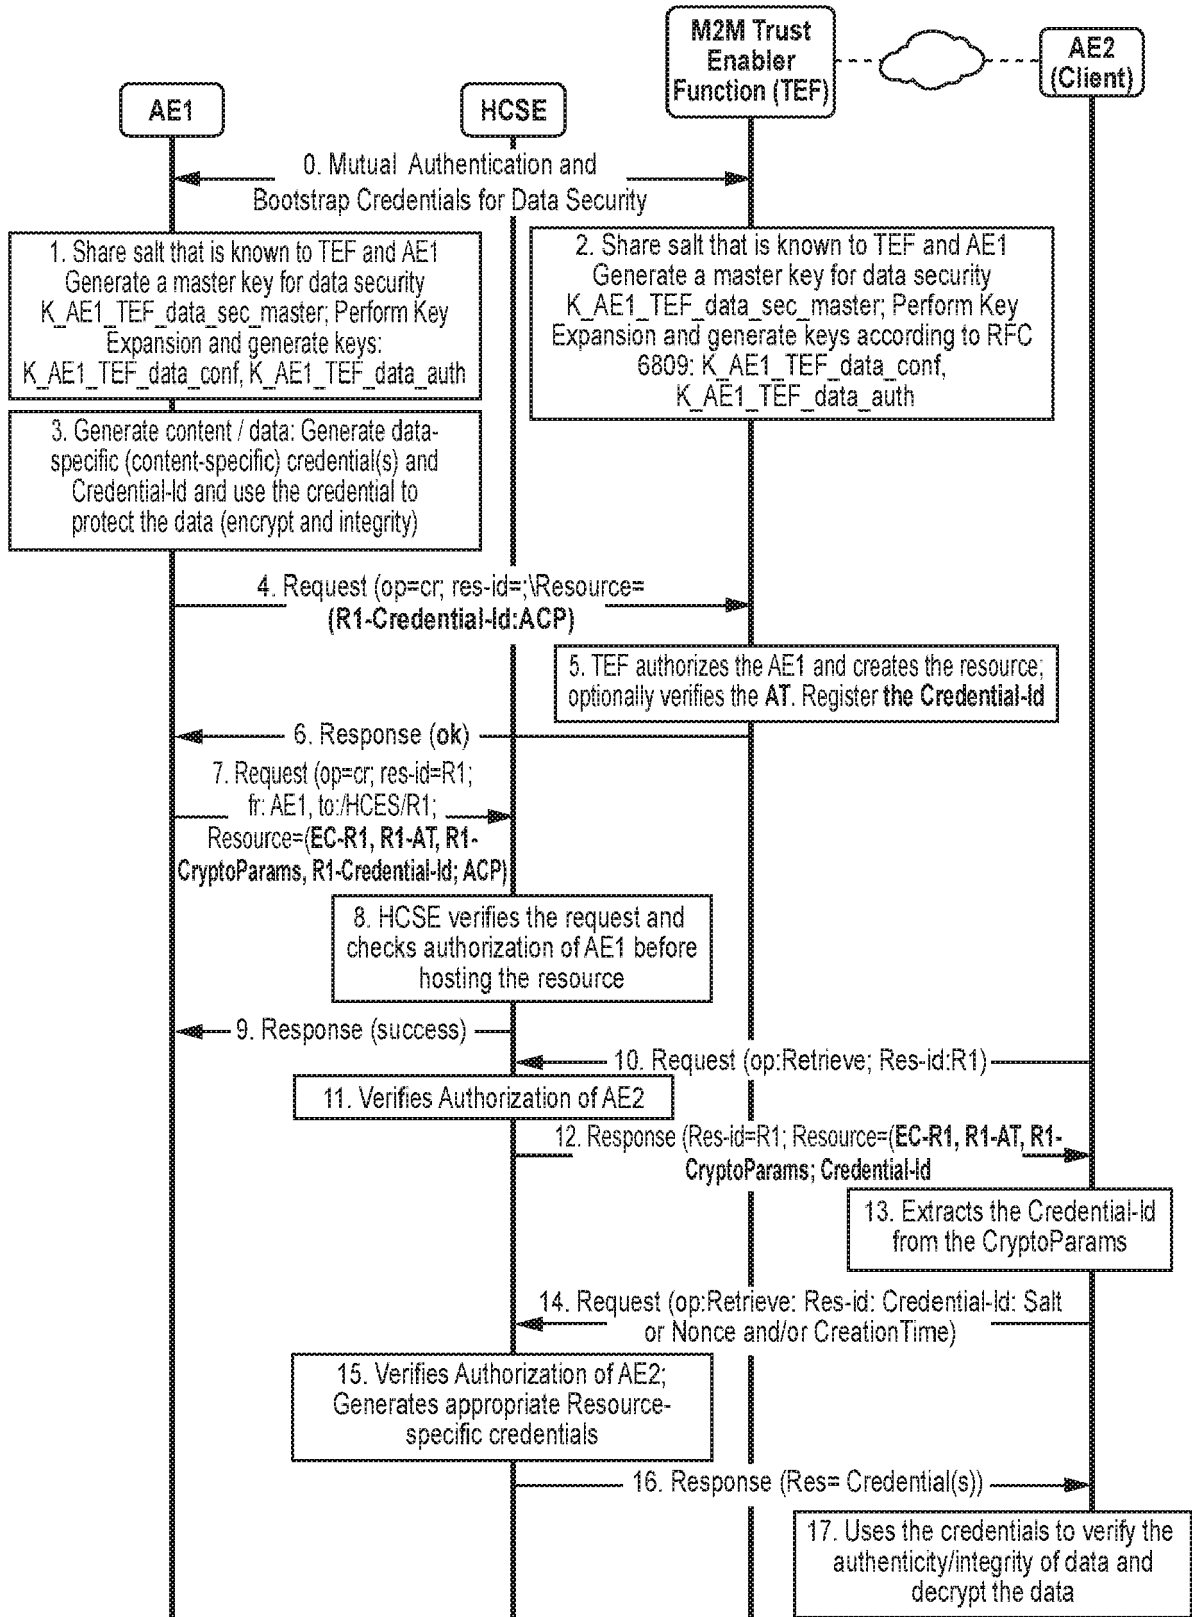 M2M Trust
Enabler
Function (TEF)
AE2
(Client)
AE1
HCSE
0. Mutual Authentication and
Bootstrap Credentials for Data Security
1. Share salt that is known to TEF and AE1
Generate a master key for data security
K_AE1_TEF_data_sec_master; Perform Key
Expansion and generate keys:
K_AE1_TEF_data_conf, K_AE1_TEF_data_auth
2. Share salt that is known to TEF and AE1
Generate a master key for data security
K_AE1_TEF_data_sec_master; Perform Key
Expansion and generate keys according to RFC
6809: K_AE1_TEF_data_conf,
K_AE1_TEF_data_auth
3. Generate content / data: Generate data-
specific (content-specific) credential(s) and
Credential-Id and use the credential to
protect the data (encrypt and integrity)
4. Request (op=cr; res-id=;\Resource=
(R1-Credential-Id:ACP)
5. TEF authorizes the AE1 and creates the resource;
optionally verifies the AT. Register the Credential-Id
6. Response (ok)
7. Request (op=cr; res-id=R1;
fr: AE1, to:/HCES/R1;
Resource=(EC-R1, R1-AT, R1-
CryptoParams, R1-Credential-Id; ACP)
8. HCSE verifies the request and
checks authorization of AE1 before
hosting the resource
9. Response (success)
10. Request (op:Retrieve; Res-id:R1)
11. Verifies Authorization of AE2
12. Response (Res-id=R1; Resource=(EC-R1, R1-AT, R1-
CryptoParams; Credential-Id
13. Extracts the Credential-Id
from the CryptoParams
14. Request (op:Retrieve: Res-id: Credential-Id: Salt
or Nonce and/or CreationTime)
15. Verifies Authorization of AE2;
Generates appropriate Resource-
specific credentials
16. Response (Res= Credential(s))
17. Uses the credentials to verify the
authenticity/integrity of data and
decrypt the data